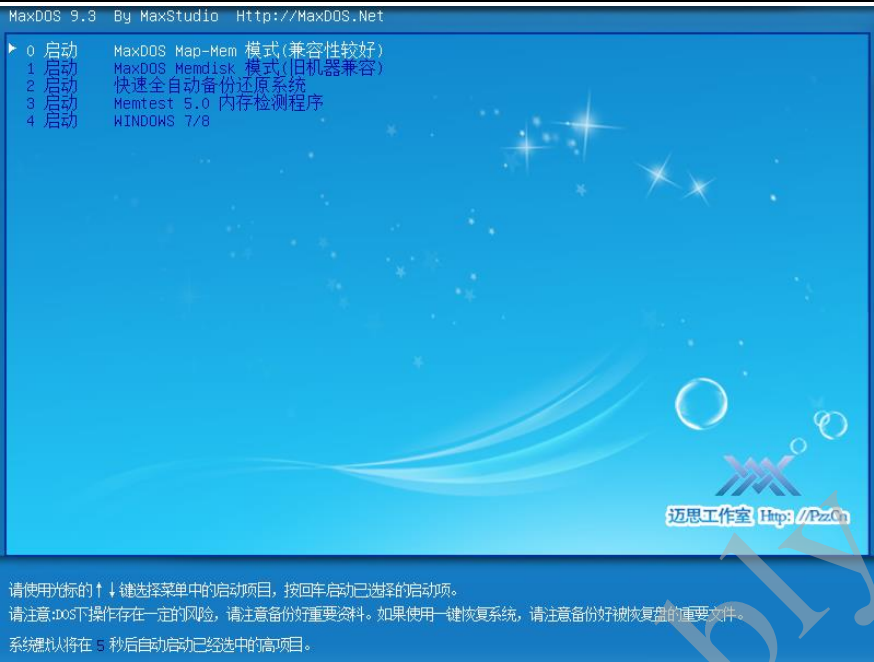 MaxDOS 9.3 By MaxStudio Http://MaxDOS.Net
0 启动 MaxDOS Map-Mem 模式(兼容性较好)
1 启动 MaxDOS Memdisk 模式(旧机器兼容)
2 启动 快速全自动备份还原系统
3 启动 Memtest 5.0 内存检测程序
4 启动 WINDOWS 7/8
迈思工作室 Http: //PzzCn
请使用光标的↑↓键选择菜单中的启动项目，按回车启动已选择的启动项。
请注意:DOS下操作存在一定的风险，请注意备份好重要资料。如果使用一键恢复系统，请注意备份好被恢复盘的重要文件。
系统默认将在 5 秒后自动启动已经选中的高项目。
bly